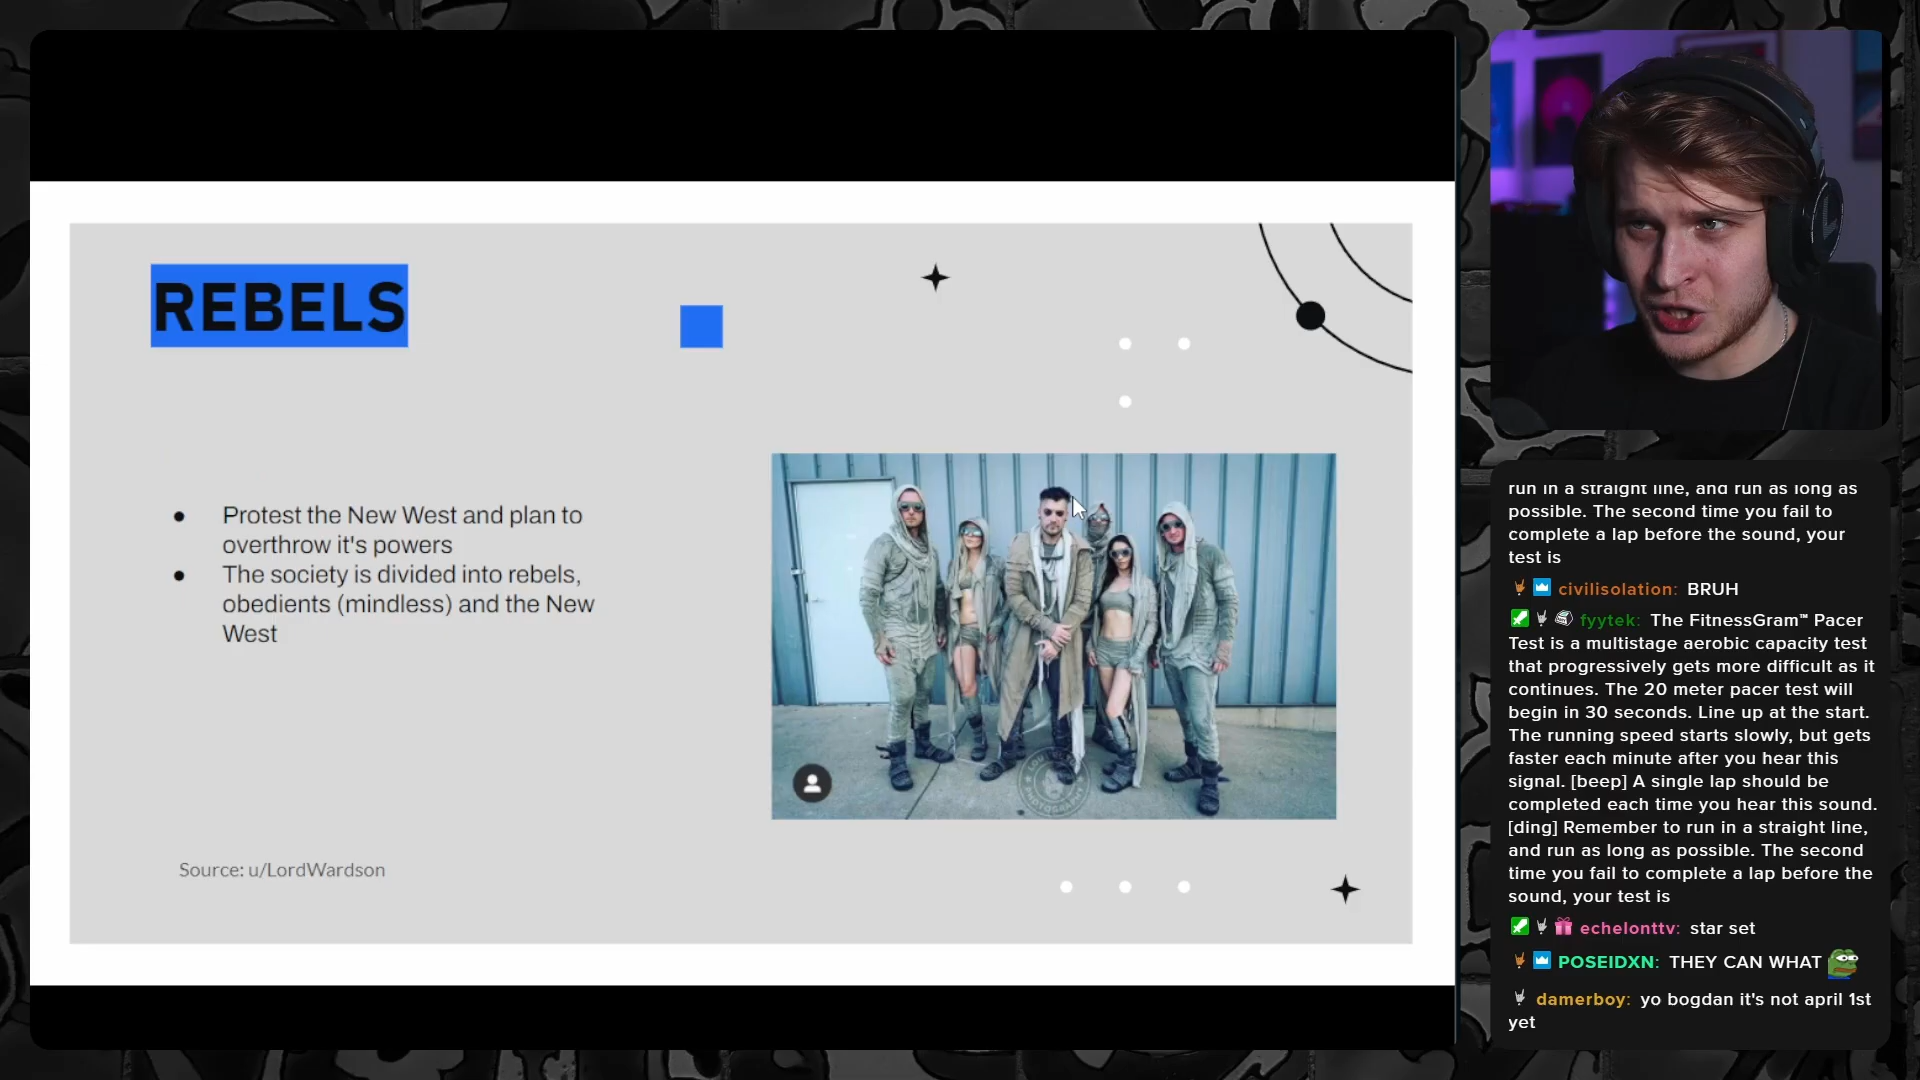 REBELS
Protest the New West and plan to
overthrow it's powers
The society is divided into rebels,
obedients (mindless) and the New
West
Source: u/LordWardson
PHOTOGRAPHY
run in a straight line, and run as long as
possible. The second time you fail to
complete a lap before the sound, your
test is
civilisolation: BRUH
fyytek: The FitnessGram™ Pacer
Test is a multistage aerobic capacity test
that progressively gets more difficult as it
continues. The 20 meter pacer test will
begin in 30 seconds. Line up at the start.
The running speed starts slowly, but gets
faster each minute after you hear this
signal. [beep] A single lap should be
completed each time you hear this sound.
[ding] Remember to run in a straight line,
and run as long as possible. The second
time you fail to complete a lap before the
sound, your test is
echelonttv: star set
POSEIDXN: THEY CAN WHAT
damerboy: yo bogdan it's not april 1st
yet